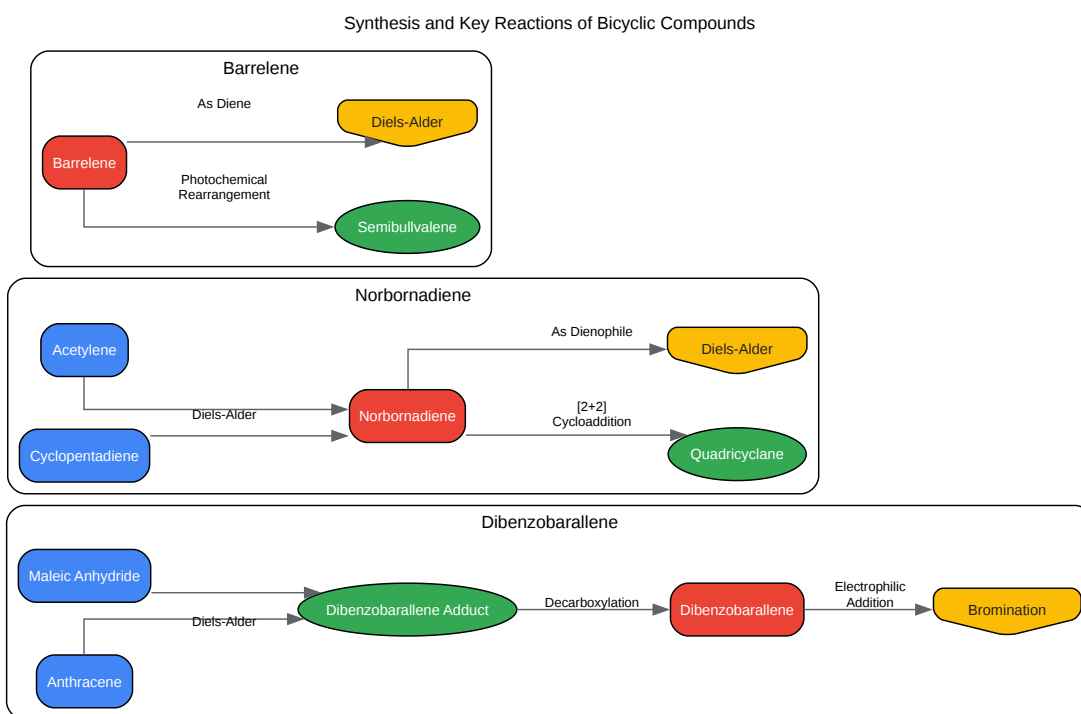 Synthesis and Key Reactions of Bicyclic Compounds
Barrelene
As Diene
Diels-Alder
Barrelene
Photochemical
Rearrangement
Semibullvalene
Norbornadiene
Acetylene
As Dienophile
Diels-Alder
Diels-Alder
Norbornadiene
[2+2]
Cycloaddition
Cyclopentadiene
Quadricyclane
Dibenzobarallene
Maleic Anhydride
Diels-Alder
Anthracene
Dibenzobarallene Adduct
Decarboxylation
Dibenzobarallene
Electrophilic
Addition
Bromination